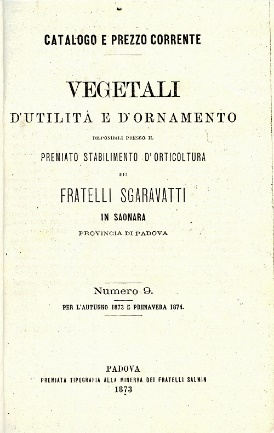 CATALOGO E PREZZO CORRENTE
VEGETALI
D'UTILITÀ E D'ORNAMENTO
DISPONIBILI PRESSO IL
PREMIATO STABILIMENTO D'ORTICOLTURA
DEI
FRATELLI SGARAVATTI
IN SAONARA
PROVINCIA DI PADOVA
Numero 9.
PER L'AUTUNNO 1873 E PRIMAVERA 1874.
PADOVA
PREMIATA TIPOGRAFIA ALLA MINERVA DEI FRATELLI SALMIN
1873